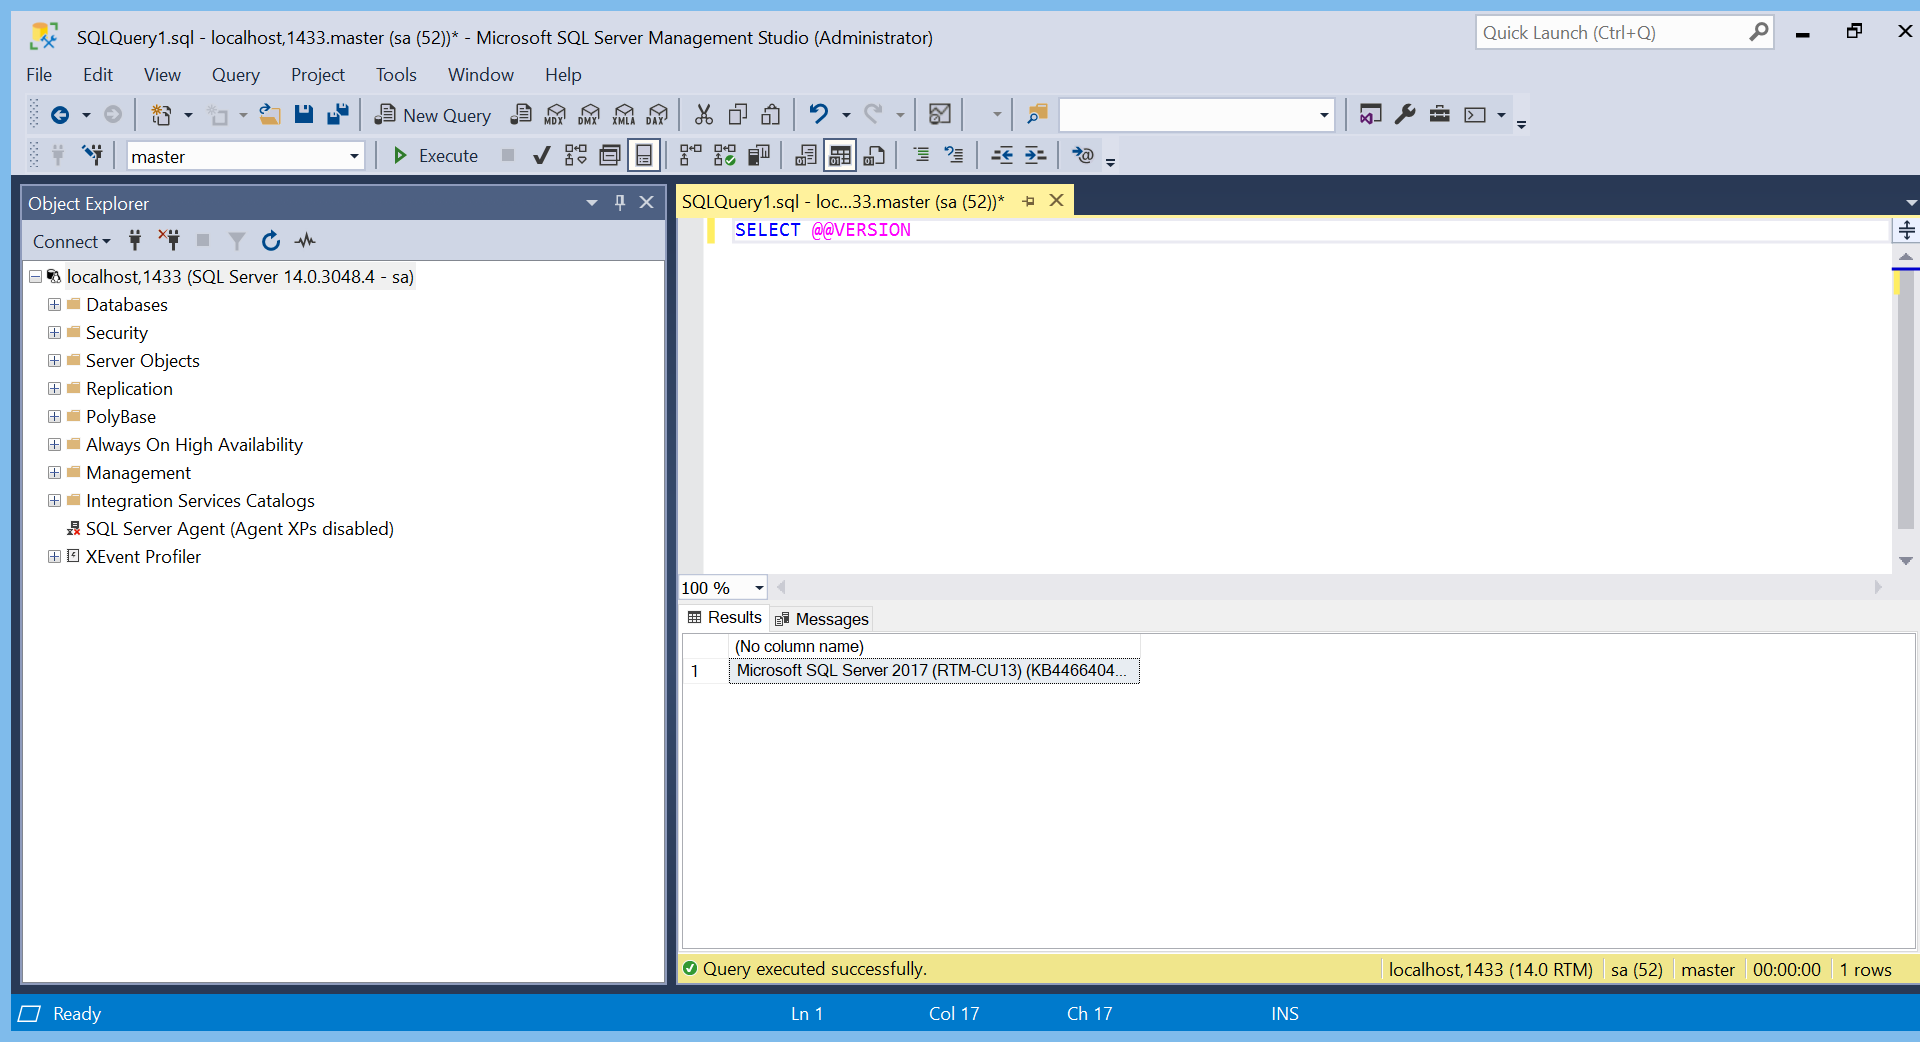 SQLQuery1.sql - localhost,1433.master (sa (52))* - Microsoft SQL Server Management Studio (Administrator)
Quick Launch (Ctrl+Q)
File Edit View Query Project Tools Window Help
New Query MDX DMX XMLA DAX
master Execute
Object Explorer
Connect
localhost,1433 (SQL Server 14.0.3048.4 - sa)
Databases
Security
Server Objects
Replication
PolyBase
Always On High Availability
Management
Integration Services Catalogs
SQL Server Agent (Agent XPs disabled)
XEvent Profiler
SQLQuery1.sql - loc...33.master (sa (52))*
SELECT @@VERSION
100 %
Results Messages
(No column name)
1 Microsoft SQL Server 2017 (RTM-CU13) (KB4466404...
Query executed successfully. localhost,1433 (14.0 RTM) sa (52) master 00:00:00 1 rows
Ready Ln 1 Col 17 Ch 17 INS